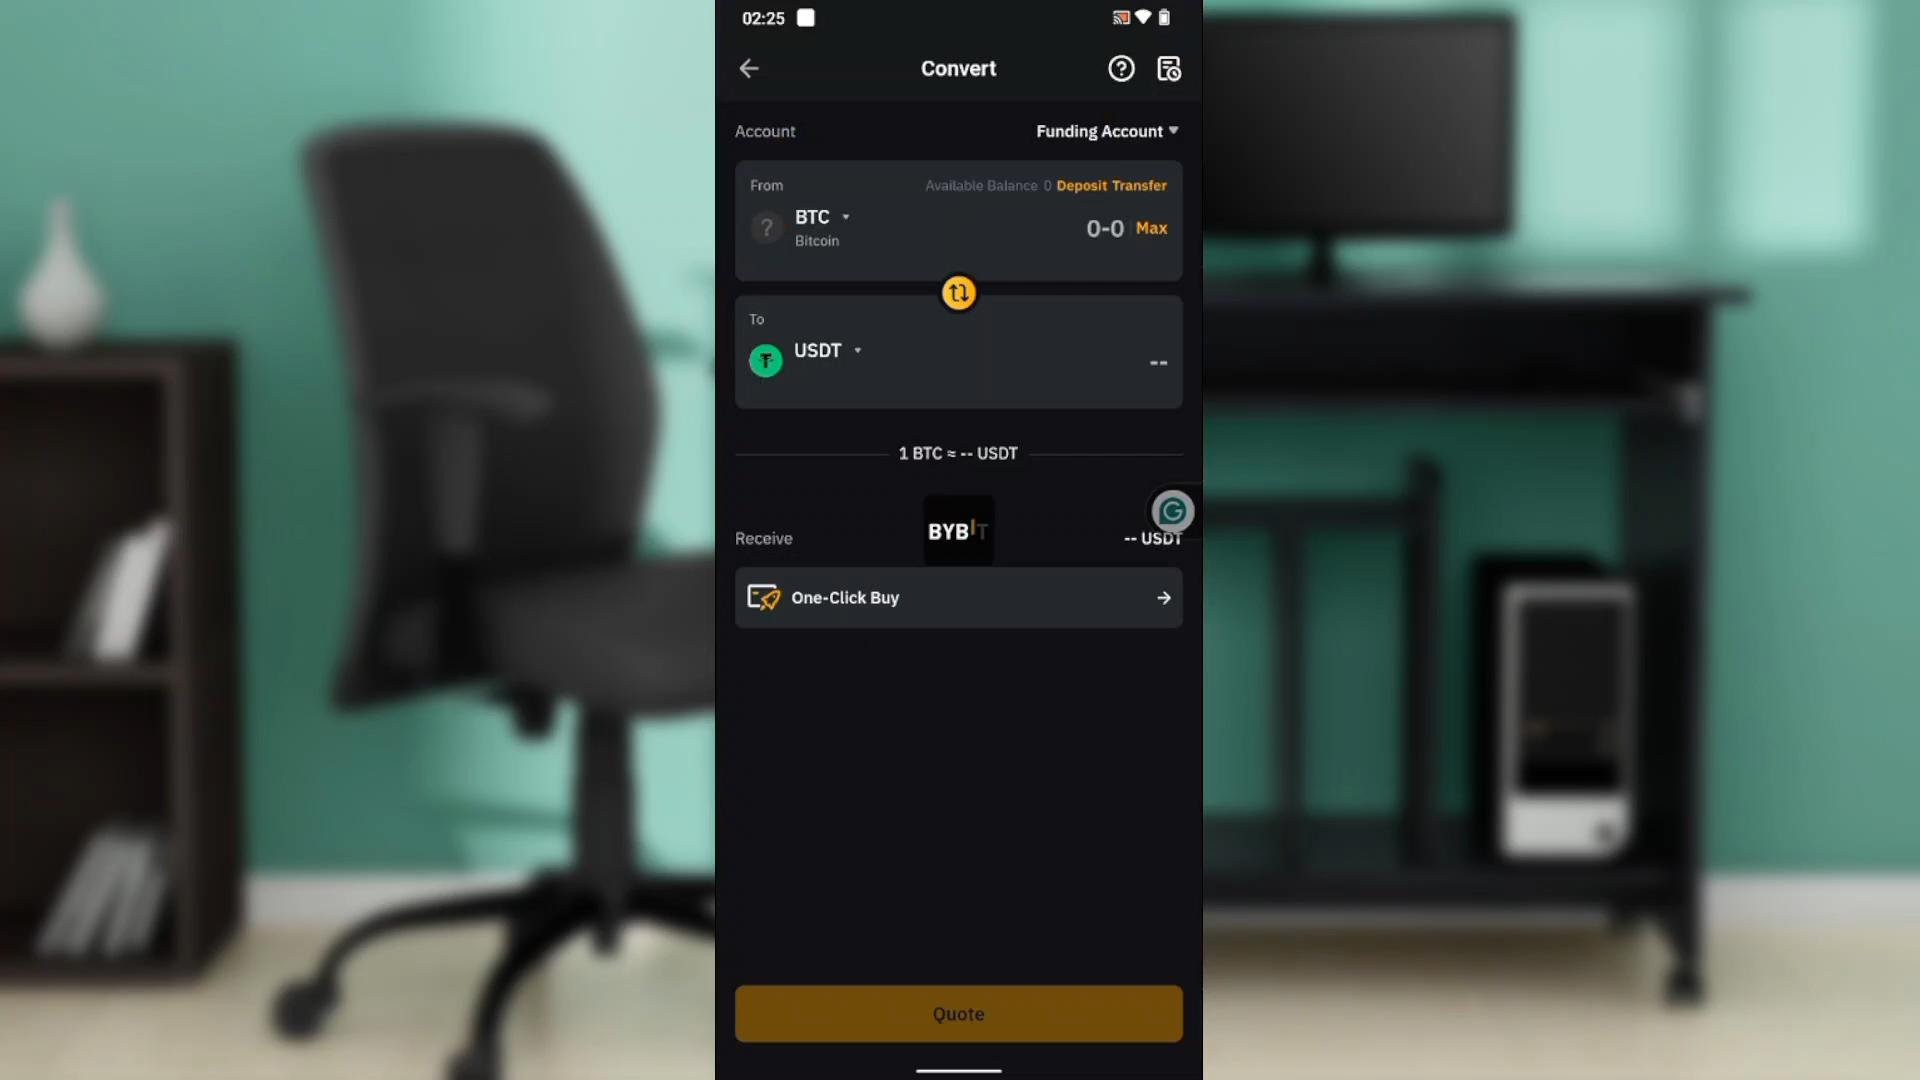 02:25
Convert
Account
Funding Account
From
Available Balance 0 Deposit Transfer
BTC
0-0 Max
Bitcoin
To
USDT
--
1 BTC ≈ -- USDT
BYBIT
Receive
-- USDT
One-Click Buy
Quote